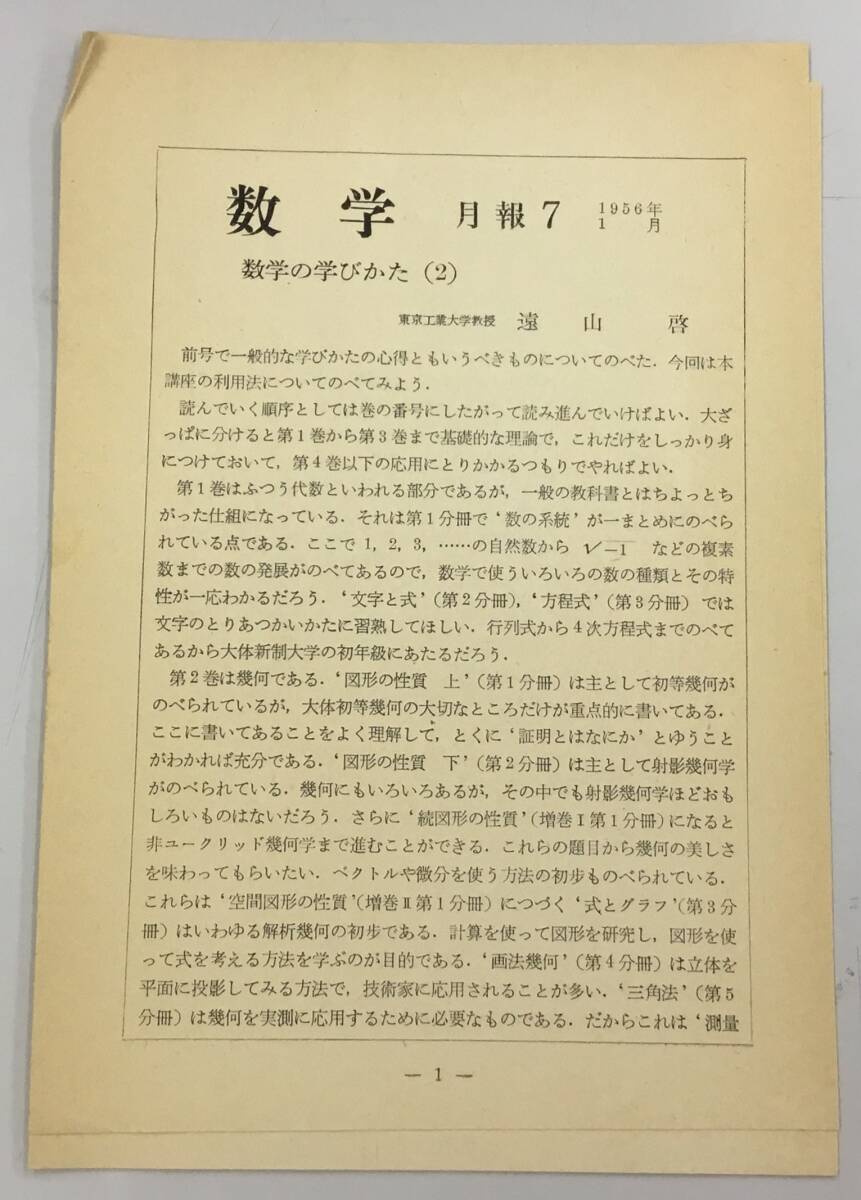 数学 月報7 1956年1月
数学の学びかた（2）
東京工業大学教授 遠山 啓
前号で一般的な学びかたの心得ともいうべきものについてのべた．今回は本
講座の利用法についてのべてみよう．
読んでいく順序としては巻の番号にしたがって読み進んでいけばよい．大ざ
っぱに分けると第1巻から第3巻まで基礎的な理論で，これだけをしっかり身
につけておいて，第4巻以下の応用にとりかかるつもりでやればよい．
第1巻はふつう代数といわれる部分であるが，一般の教科書とはちょっとち
がった仕組になっている．それは第1分冊で‘数の系統’が一まとめにのべら
れている点である．ここで1，2，3，……の自然数から √−1 などの複素
数までの数の発展がのべてあるので，数学で使ういろいろの数の種類とその特
性が一応わかるだろう．‘文字と式’（第2分冊），‘方程式’（第3分冊）では
文字のとりあつかいかたに習熟してほしい．行列式から4次方程式までのべて
あるから大体新制大学の初年級にあたるだろう．
第2巻は幾何である．‘図形の性質 上’（第1分冊）は主として初等幾何が
のべられているが，大体初等幾何の大切なところだけが重点的に書いてある．
ここに書いてあることをよく理解して，とくに‘証明とはなにか’とゆうこと
がわかれば充分である．‘図形の性質 下’（第2分冊）は主として射影幾何学
がのべられている．幾何にもいろいろあるが，その中でも射影幾何学ほどおも
しろいものはないだろう．さらに‘続図形の性質’（増巻Ⅰ第1分冊）になると
非ユークリッド幾何学まで進むことができる．これらの題目から幾何の美しさ
を味わってもらいたい．ベクトルや微分を使う方法の初歩ものべられている．
これらは‘空間図形の性質’（増巻Ⅱ第1分冊）につづく‘式とグラフ’（第3分
冊）はいわゆる解析幾何の初歩である．計算を使って図形を研究し，図形を使
って式を考える方法を学ぶのが目的である．‘画法幾何’（第4分冊）は立体を
平面に投影してみる方法で，技術家に応用されることが多い．‘三角法’（第5
分冊）は幾何を実測に応用するために必要なものである．だからこれは‘測量
― 1 ―